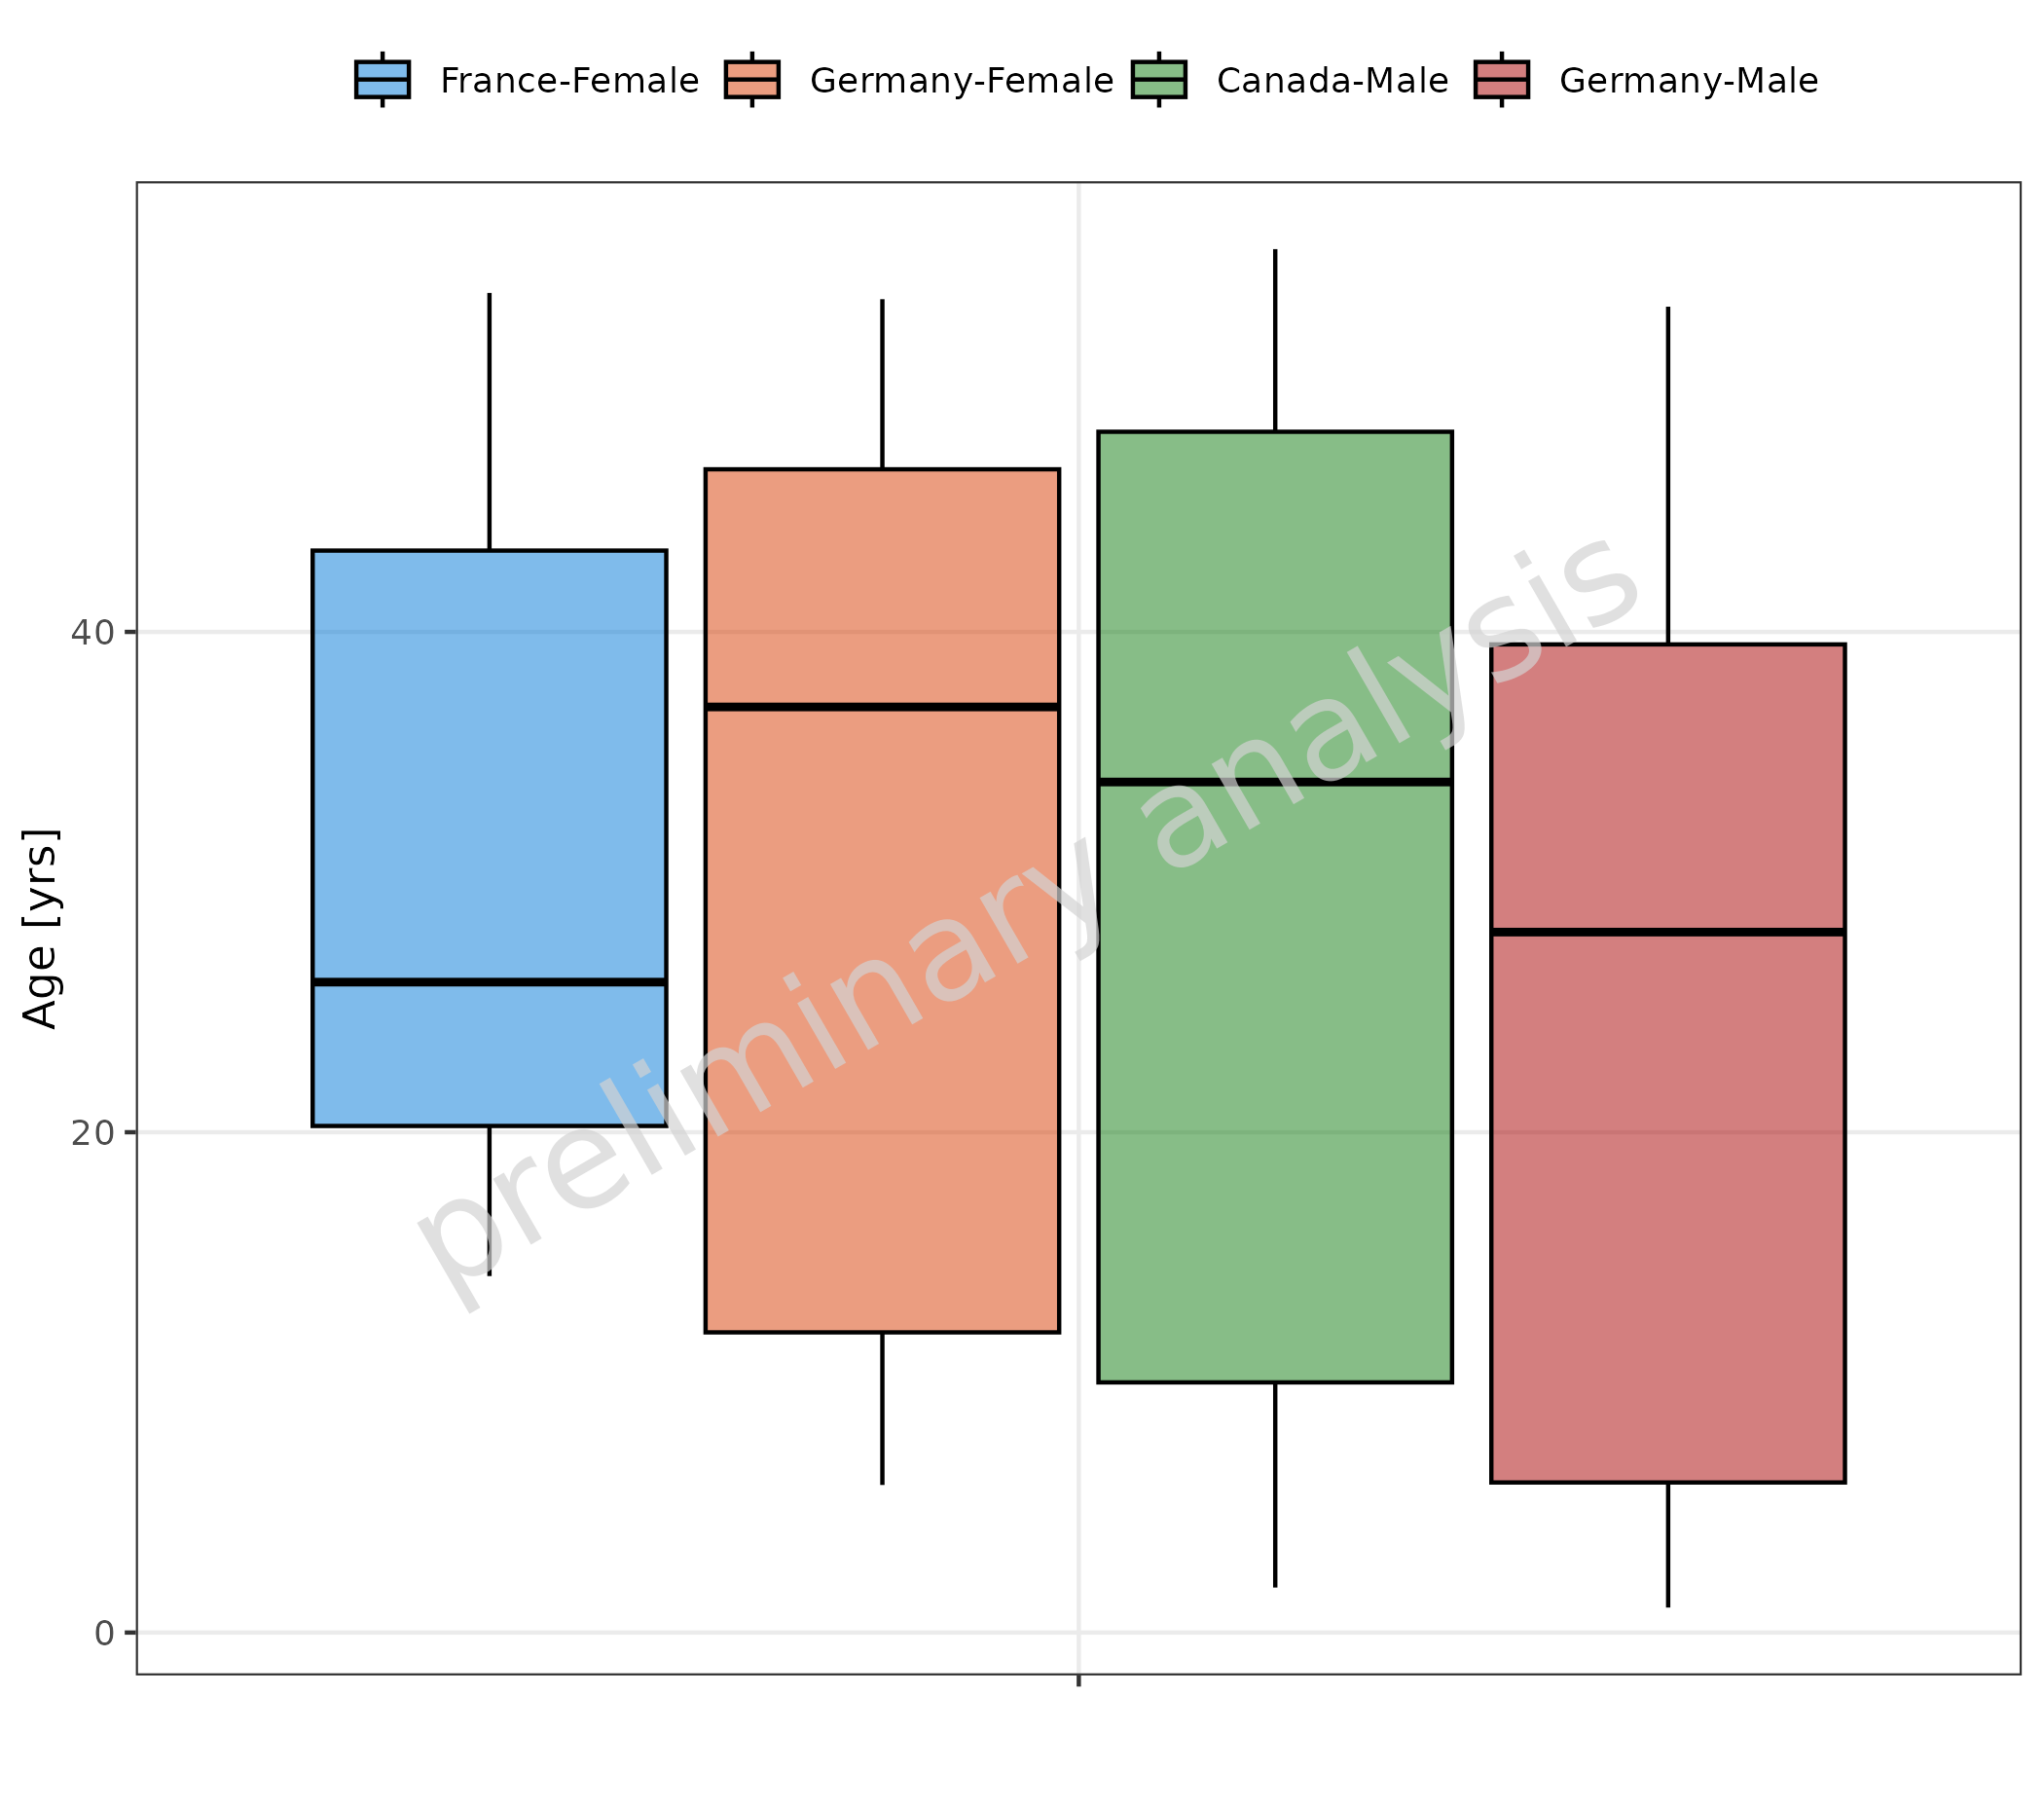 France-Female Germany-Female Canada-Male Germany-Male
Age [yrs]
40
20
0
preliminary analysis